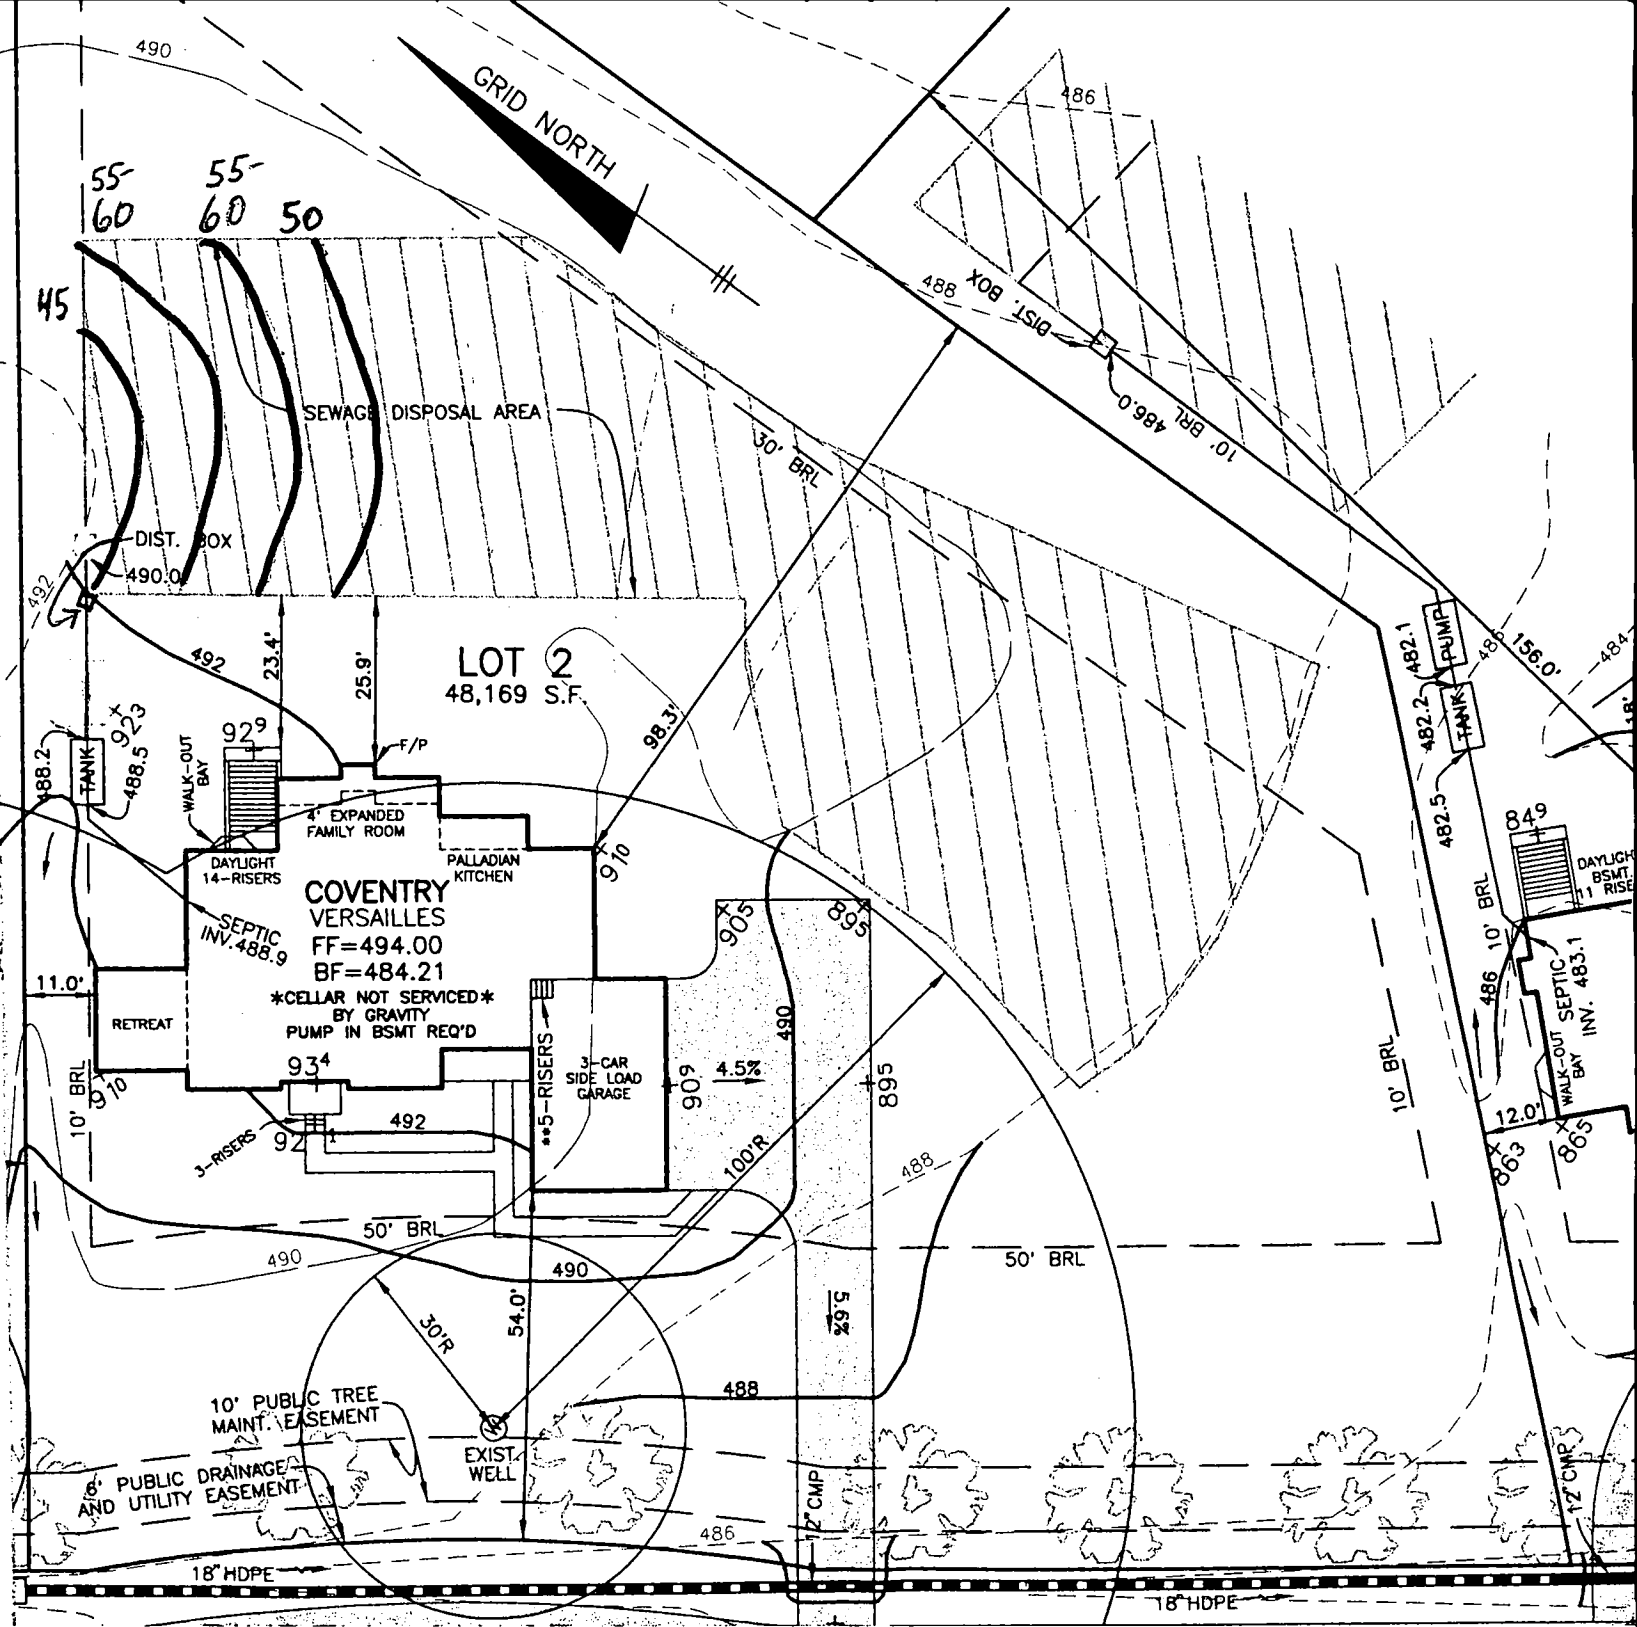 490
GRID NORTH
486
55-
60
55-
60
50
45
488
DIST. BOX
486.0
10' BRL
SEWAGE DISPOSAL AREA
30' BRL
DIST. BOX
490.0
492
492
23.4'
25.9'
LOT 2
48,169 S.F.
98.3'
482.1
PUMP
486
156.0'
484
18'
482.2
TANK
482.5
923
488.2
TANK
488.5
WALK-OUT
BAY
929
F/P
4' EXPANDED
FAMILY ROOM
910
849
DAYLIGH
BSMT.
11 RISE
DAYLIGHT
14-RISERS
PALLADIAN
KITCHEN
COVENTRY
VERSAILLES
FF=494.00
BF=484.21
*CELLAR NOT SERVICED*
BY GRAVITY
PUMP IN BSMT REQ'D
SEPTIC
INV.488.9
905
895
10' BRL
486
SEPTIC
INV. 483.1
WALK-OUT
BAY
11.0'
RETREAT
490
**5-RISERS
3-CAR
SIDE LOAD
GARAGE
909
4.5%
895
10' BRL
10' BRL
910
934
3-RISERS
921
492
100'R
488
12.0'
863
865
50' BRL
490
490
50' BRL
54.0'
30'R
5.6%
488
10' PUBLIC TREE
MAINT. EASEMENT
EXIST.
WELL
6' PUBLIC DRAINAGE
AND UTILITY EASEMENT
12"CMP
12"CMP
486
18"HDPE
18"HDPE